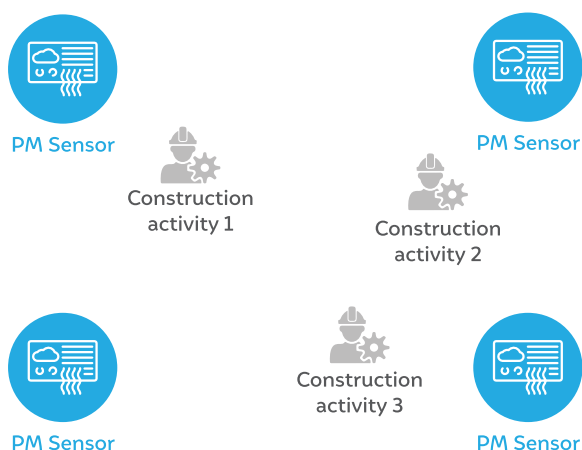 PM Sensor
PM Sensor
Construction
activity 1
Construction
activity 2
Construction
activity 3
PM Sensor
PM Sensor